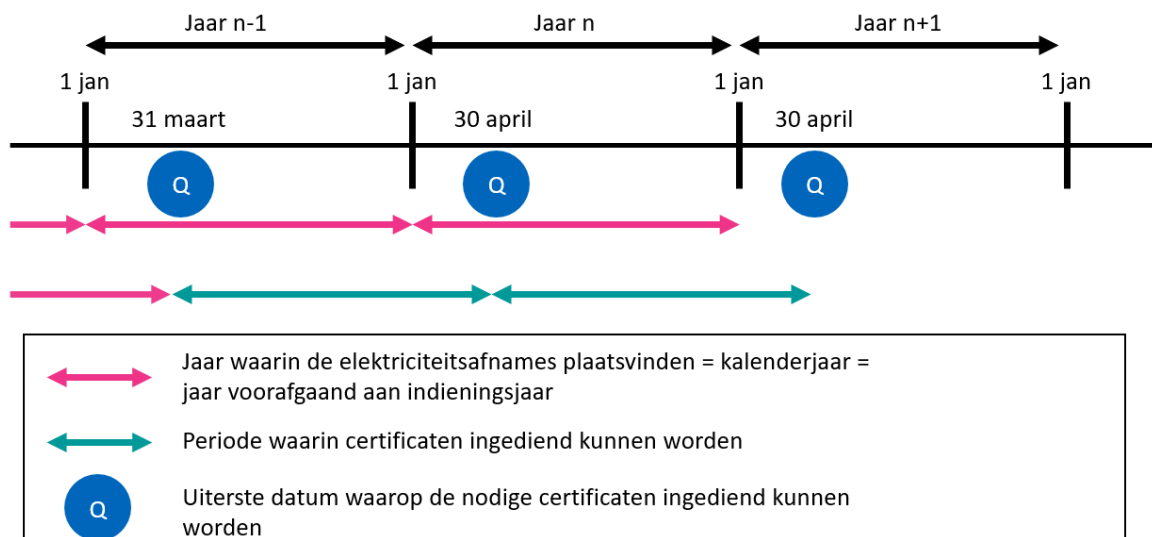 Jaar n-1 Jaar n Jaar n+1
1 jan 1 jan 1 jan 1 jan
31 maart 30 april 30 april
Q Q Q
Jaar waarin de elektriciteitsafnames plaatsvinden = kalenderjaar =
jaar voorafgaand aan indieningsjaar
Periode waarin certificaten ingediend kunnen worden
Q
Uiterste datum waarop de nodige certificaten ingediend kunnen
worden